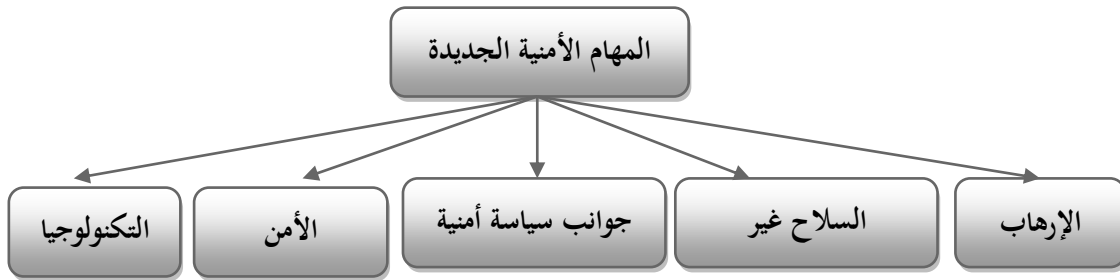 المهام الأمنية الجديدة
الإرهاب
السلاح غير
جوانب سياسة أمنية
الأمن
التكنولوجيا